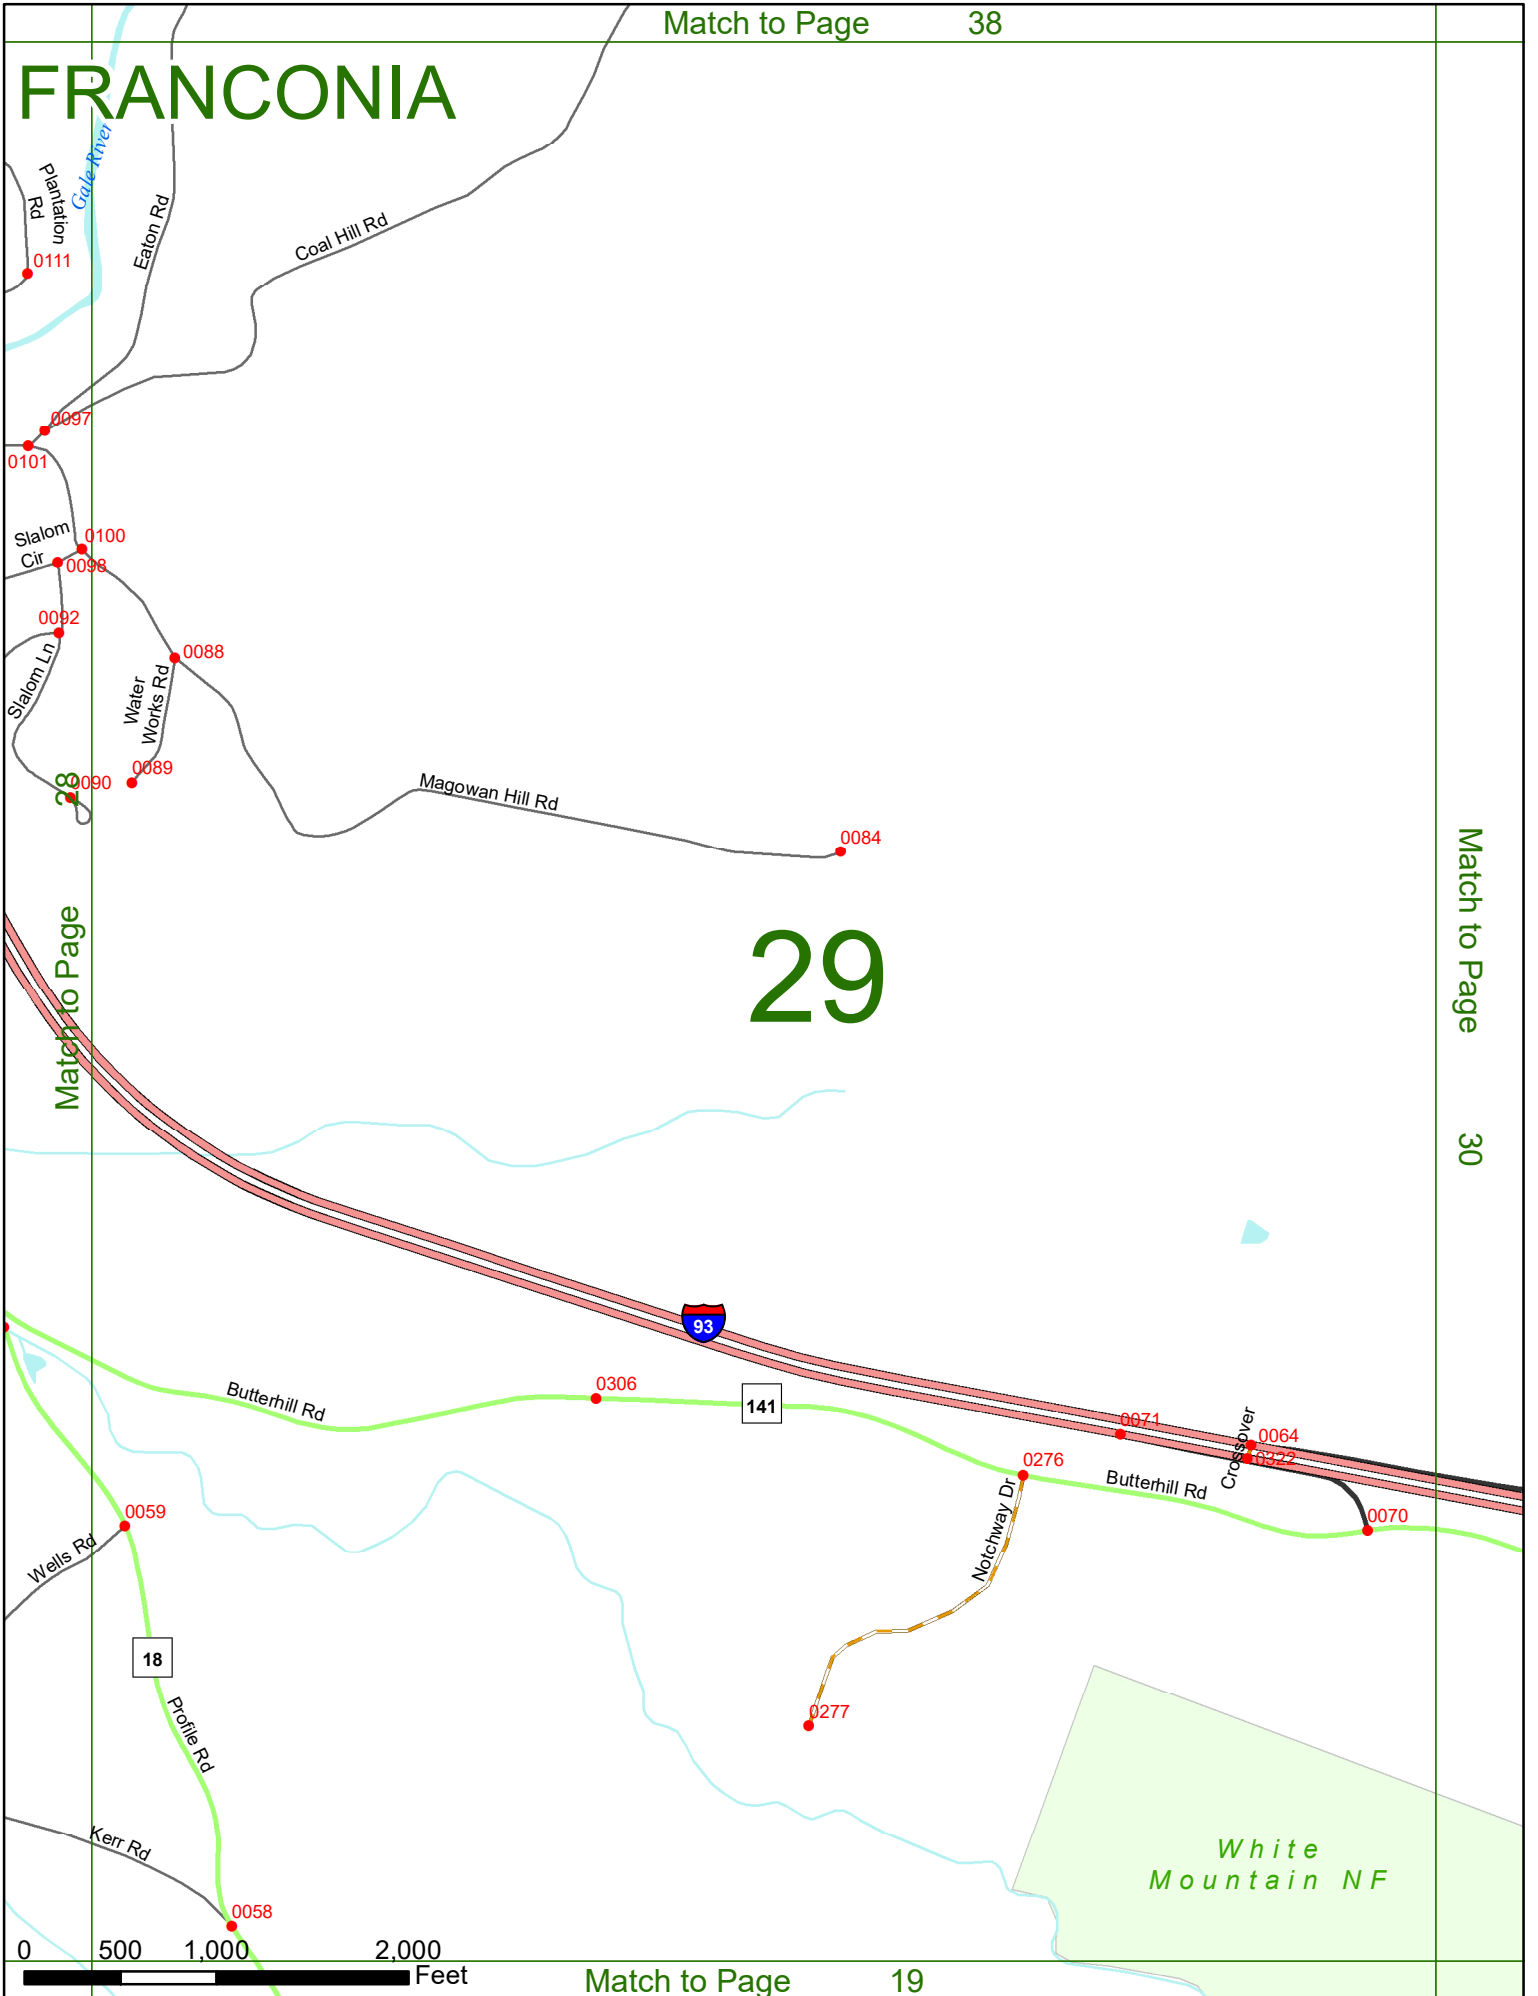 Match to Page 38
FRANCONIA
Gale River
Plantation
Rd
Eaton Rd
Coal Hill Rd
0111
0097
0101
Slalom
Cir
0100
0098
0092
0088
Slalom Ln
Water
Works Rd
0089
0090
28
Magowan Hill Rd
0084
Match to Page
29
Match to Page 30
93
Butterhill Rd
0306
141
0071
Crossover
0064
0322
0276
Butterhill Rd
0070
Notchway Dr
0059
Wells Rd
18
Profile Rd
0277
White
Mountain NF
Kerr Rd
0058
0 500 1,000 2,000
Feet
Match to Page 19